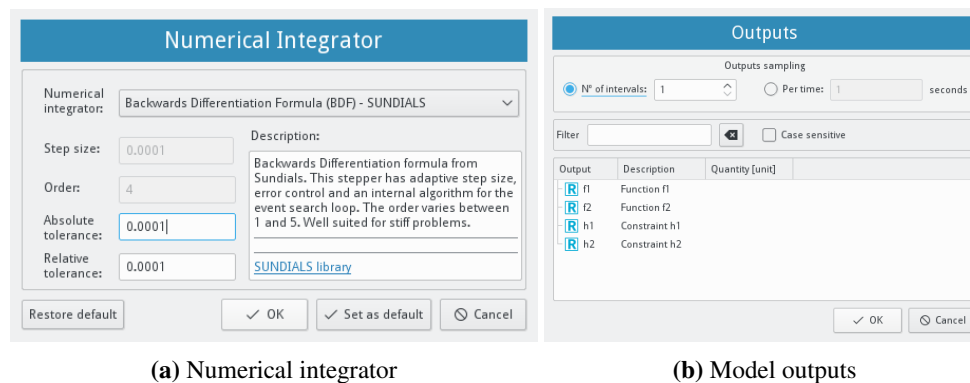 Numerical Integrator
Numerical
integrator:
Backwards Differentiation Formula (BDF) - SUNDIALS
Step size:
0.0001
Order:
4
Absolute
tolerance:
0.0001
Relative
tolerance:
0.0001
Description:
Backwards Differentiation formula from
Sundials. This stepper has adaptive step size,
error control and an internal algorithm for the
event search loop. The order varies between
1 and 5. Well suited for stiff problems.
SUNDIALS library
Restore default
OK
Set as default
Cancel
(a) Numerical integrator
Outputs
Outputs sampling
N° of intervals:
1
Per time:
1
seconds
Filter
Case sensitive
Output Description Quantity [unit]
R f1 Function f1
R f2 Function f2
R h1 Constraint h1
R h2 Constraint h2
OK
Cancel
(b) Model outputs